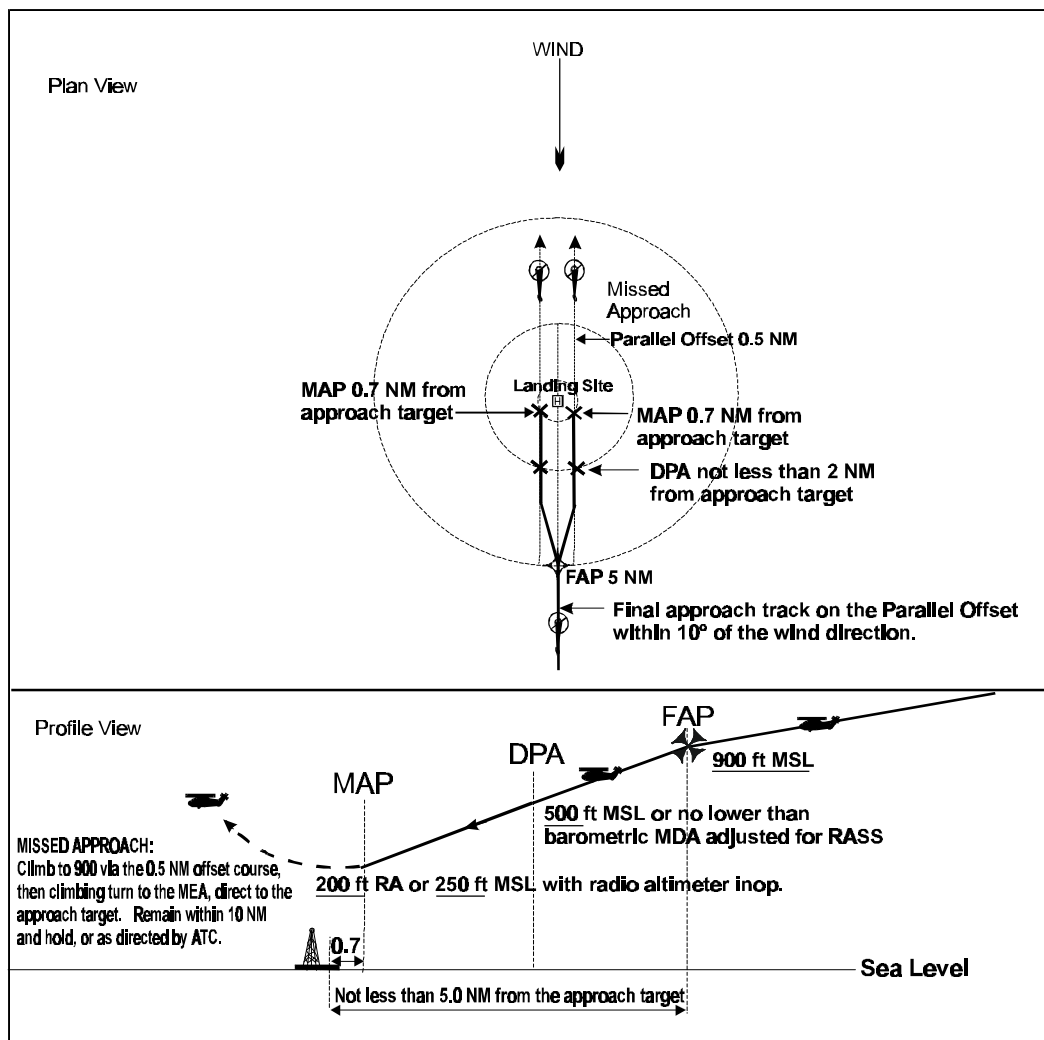 WIND
Plan View
Missed
Approach
Parallel Offset 0.5 NM
Landing Site
H
MAP 0.7 NM from
approach target
MAP 0.7 NM from
approach target
DPA not less than 2 NM
from approach target
FAP 5 NM
Final approach track on the Parallel Offset
within 10° of the wind direction.
Profile View
FAP
DPA
MAP
900 ft MSL
500 ft MSL or no lower than
barometric MDA adjusted for RASS
MISSED APPROACH:
Climb to 900 via the 0.5 NM offset course,
then climbing turn to the MEA, direct to the
approach target. Remain within 10 NM
and hold, or as directed by ATC.
200 ft RA or 250 ft MSL with radio altimeter inop.
0.7
Sea Level
Not less than 5.0 NM from the approach target